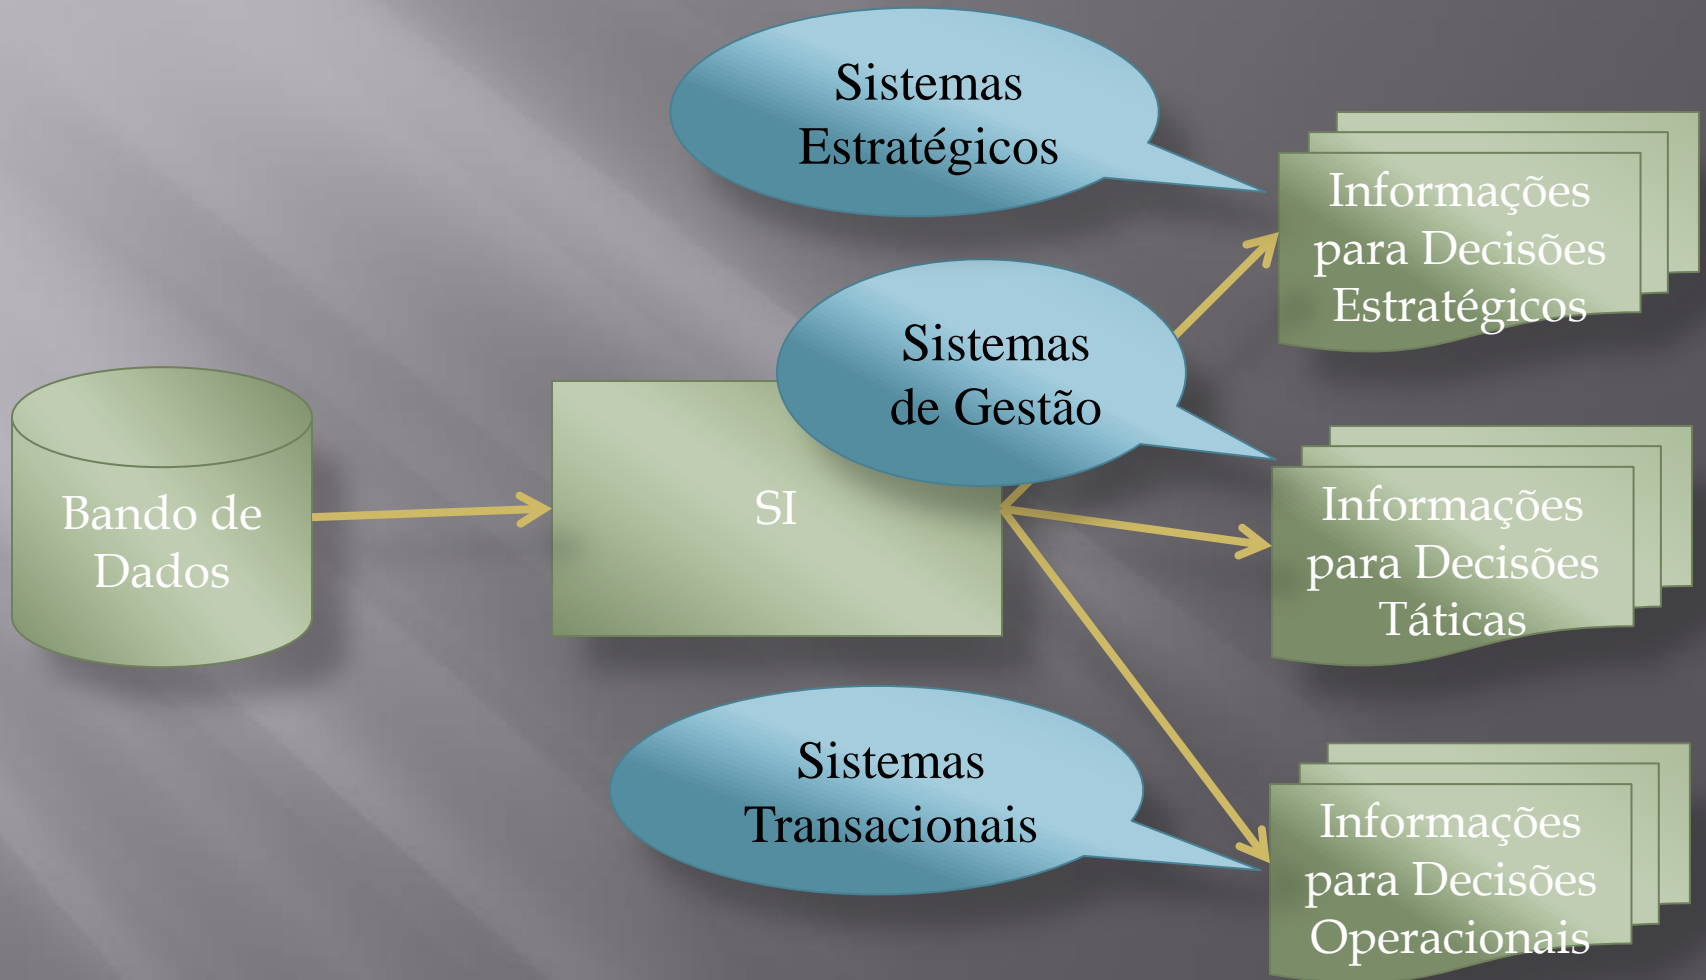 Sistemas
Estratégicos
Informações
para Decisões
Estratégicos
Sistemas
de Gestão
Bando de
Dados
SI
Informações
para Decisões
Táticas
Sistemas
Transacionais
Informações
para Decisões
Operacionais